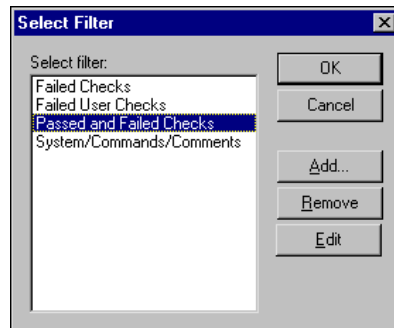 Select Filter
Select filter:
Failed Checks
Failed User Checks
Passed and Failed Checks
System/Commands/Comments
OK
Cancel
Add...
Remove
Edit